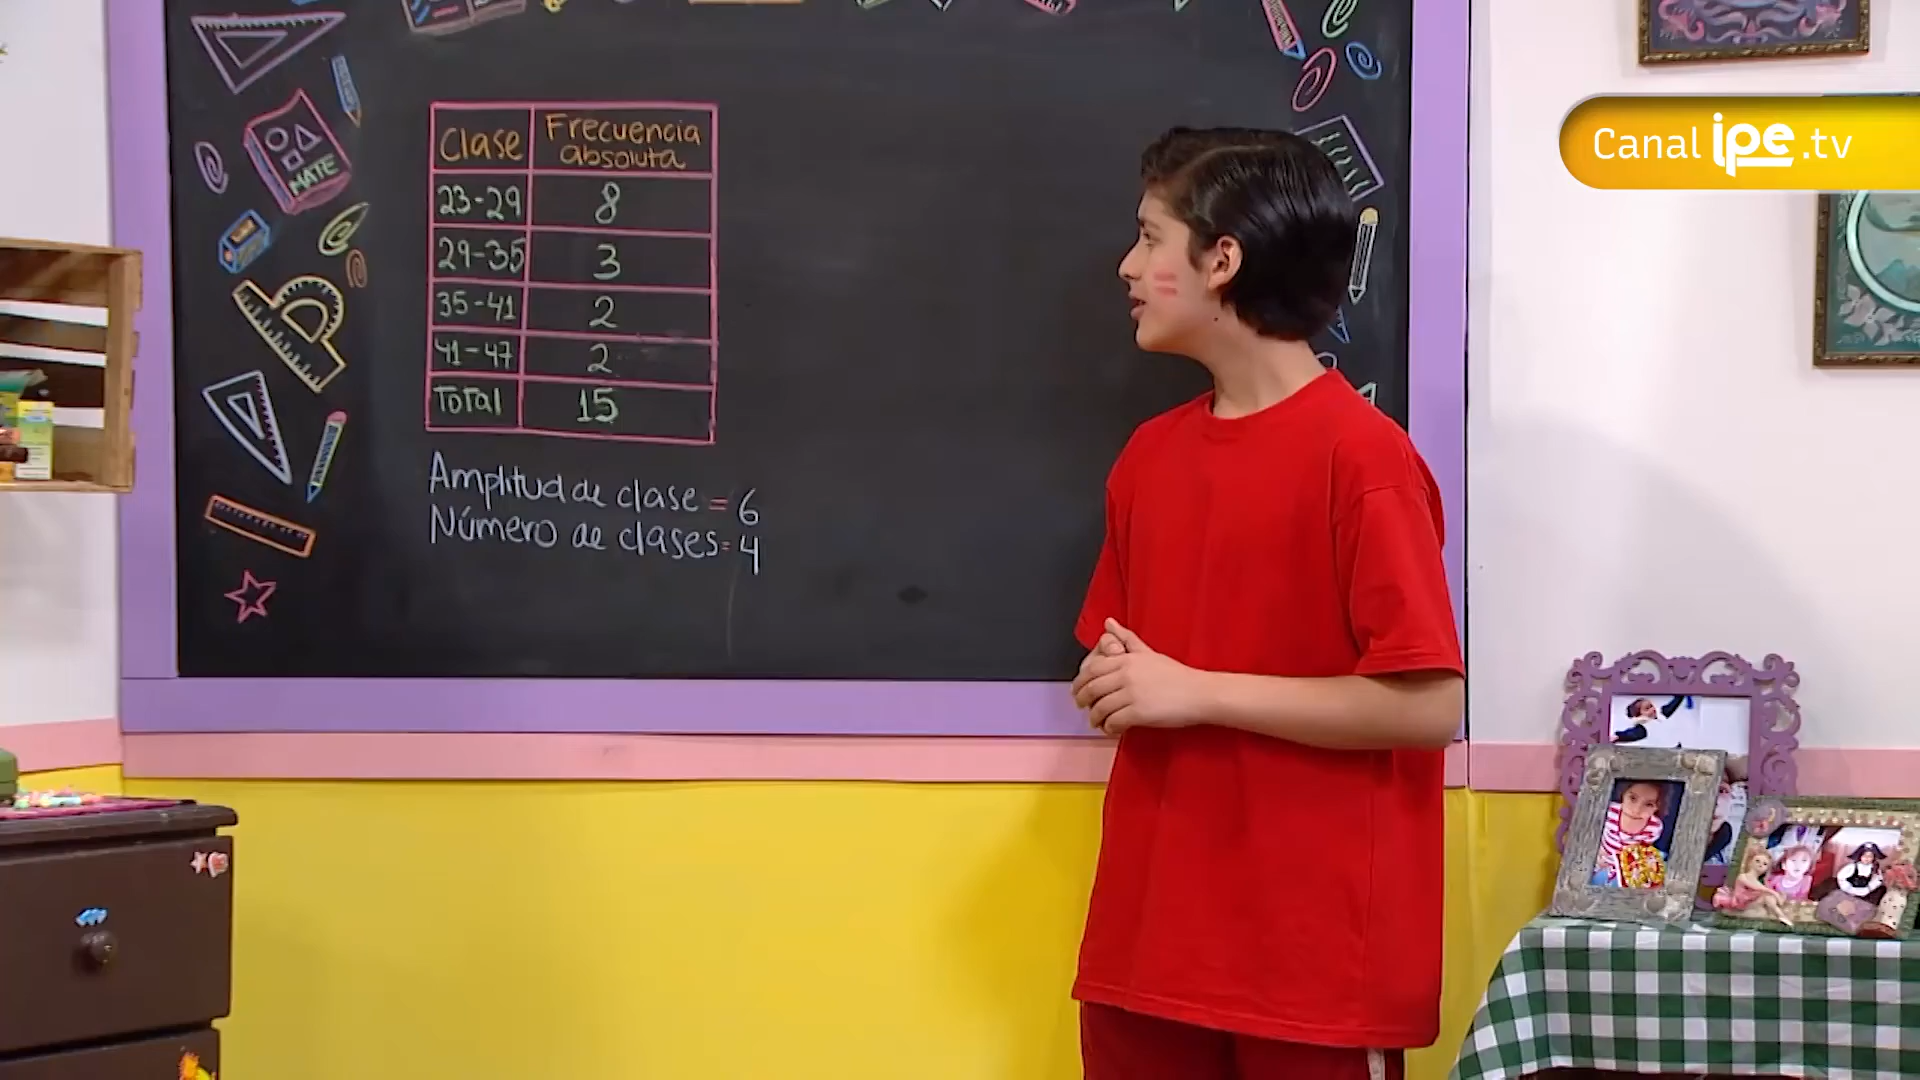 Canal ipe.tv
MATE
Clase Frecuencia absoluta
23-29 8
29-35 3
35-41 2
41-47 2
Total 15
Amplitud de clase = 6
Número de clases = 4